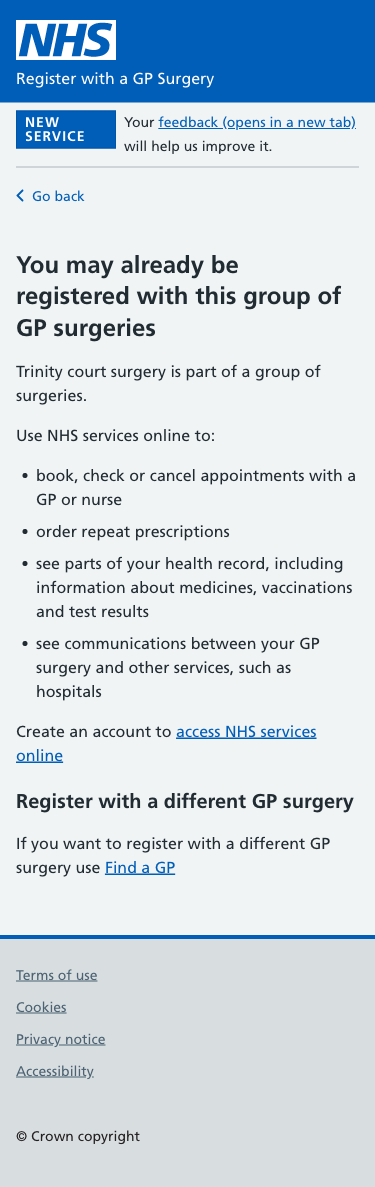 NHS
Register with a GP Surgery
NEW
SERVICE
Your feedback (opens in a new tab)
will help us improve it.
Go back
You may already be
registered with this group of
GP surgeries
Trinity court surgery is part of a group of
surgeries.
Use NHS services online to:
• book, check or cancel appointments with a
GP or nurse
• order repeat prescriptions
• see parts of your health record, including
information about medicines, vaccinations
and test results
• see communications between your GP
surgery and other services, such as
hospitals
Create an account to access NHS services
online
Register with a different GP surgery
If you want to register with a different GP
surgery use Find a GP
Terms of use
Cookies
Privacy notice
Accessibility
© Crown copyright